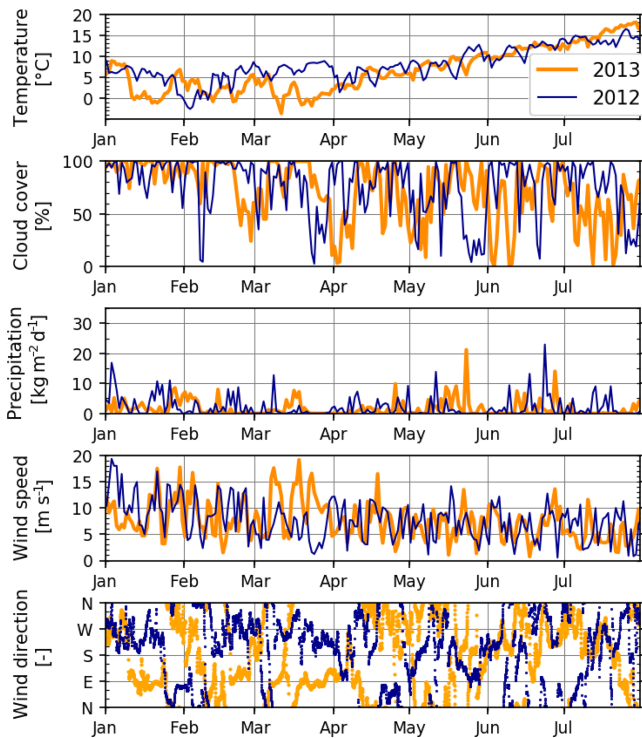 Temperature
[°C]
20
15
10
5
0
2013
2012
Jan Feb Mar Apr May Jun Jul
Cloud cover
[%]
100
50
0
Jan Feb Mar Apr May Jun Jul
Precipitation
[kg m⁻² d⁻¹]
30
20
10
0
Jan Feb Mar Apr May Jun Jul
Wind speed
[m s⁻¹]
20
15
10
5
0
Jan Feb Mar Apr May Jun Jul
Wind direction
[-]
N
W
S
E
N
Jan Feb Mar Apr May Jun Jul